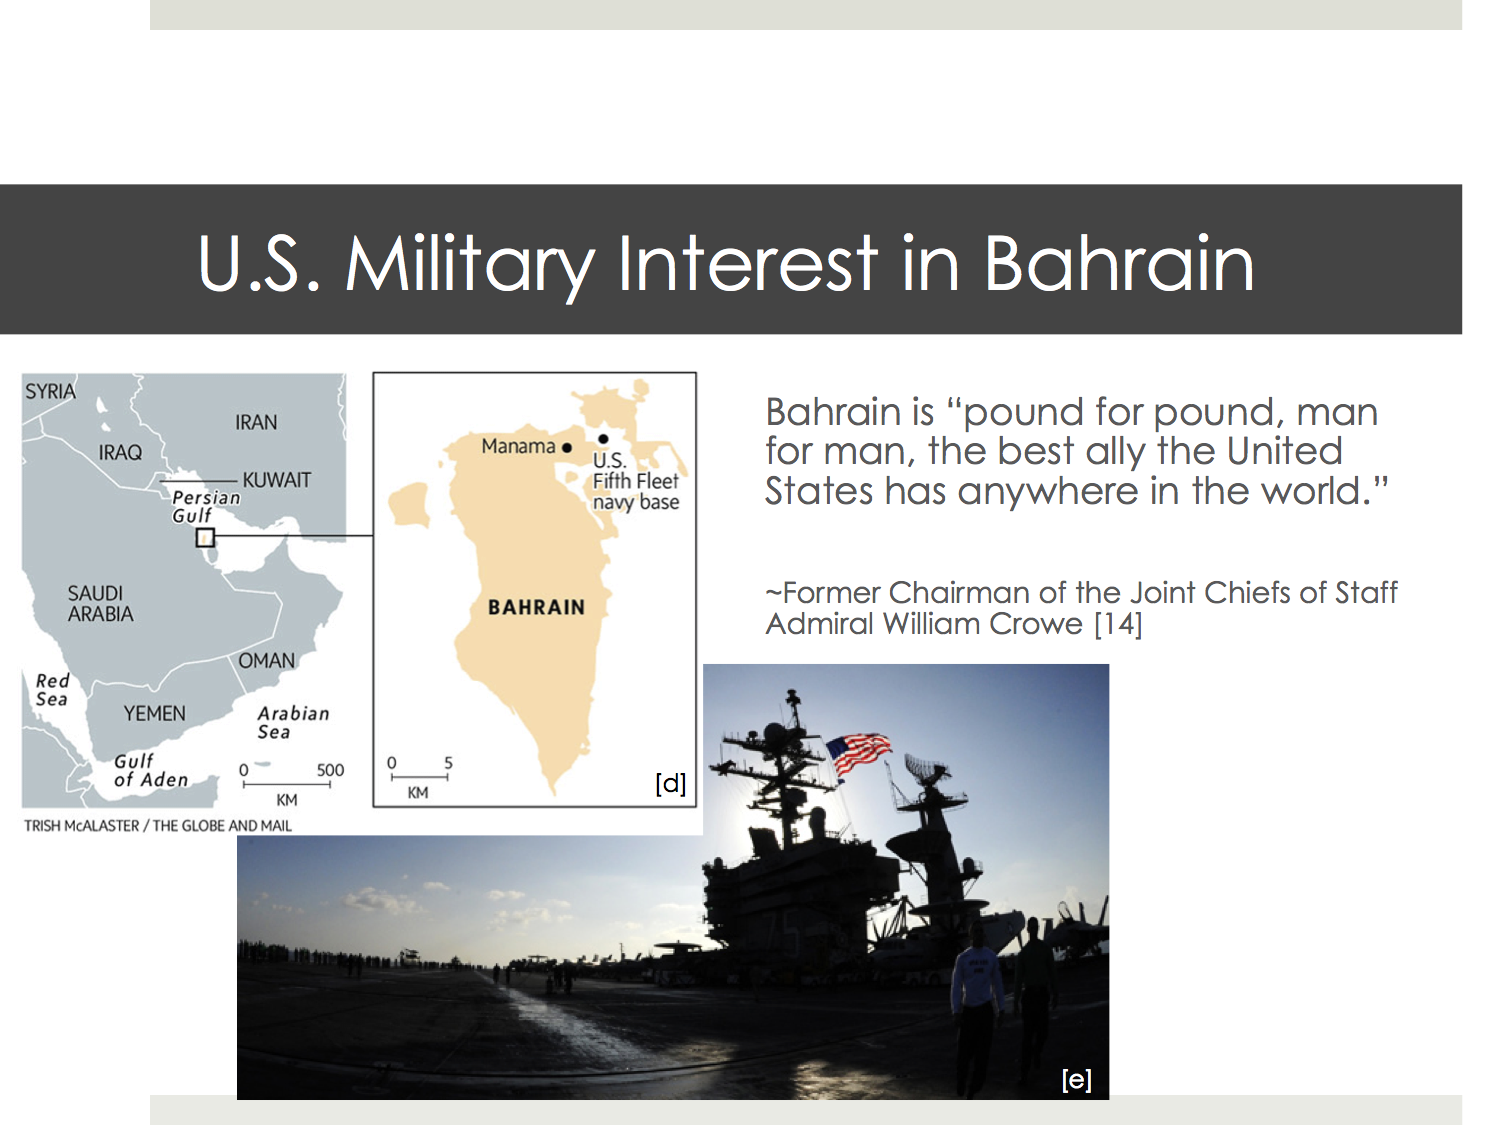 U.S. Military Interest in Bahrain
SYRIA
IRAN
IRAQ
KUWAIT
Persian
Gulf
SAUDI
ARABIA
OMAN
Red
Sea
YEMEN
Arabian
Sea
Gulf
of Aden
0 500
KM
TRISH McALASTER / THE GLOBE AND MAIL
Manama
U.S.
Fifth Fleet
navy base
BAHRAIN
0 5
KM
[d]
Bahrain is “pound for pound, man
for man, the best ally the United
States has anywhere in the world.”
~Former Chairman of the Joint Chiefs of Staff
Admiral William Crowe [14]
75
[e]